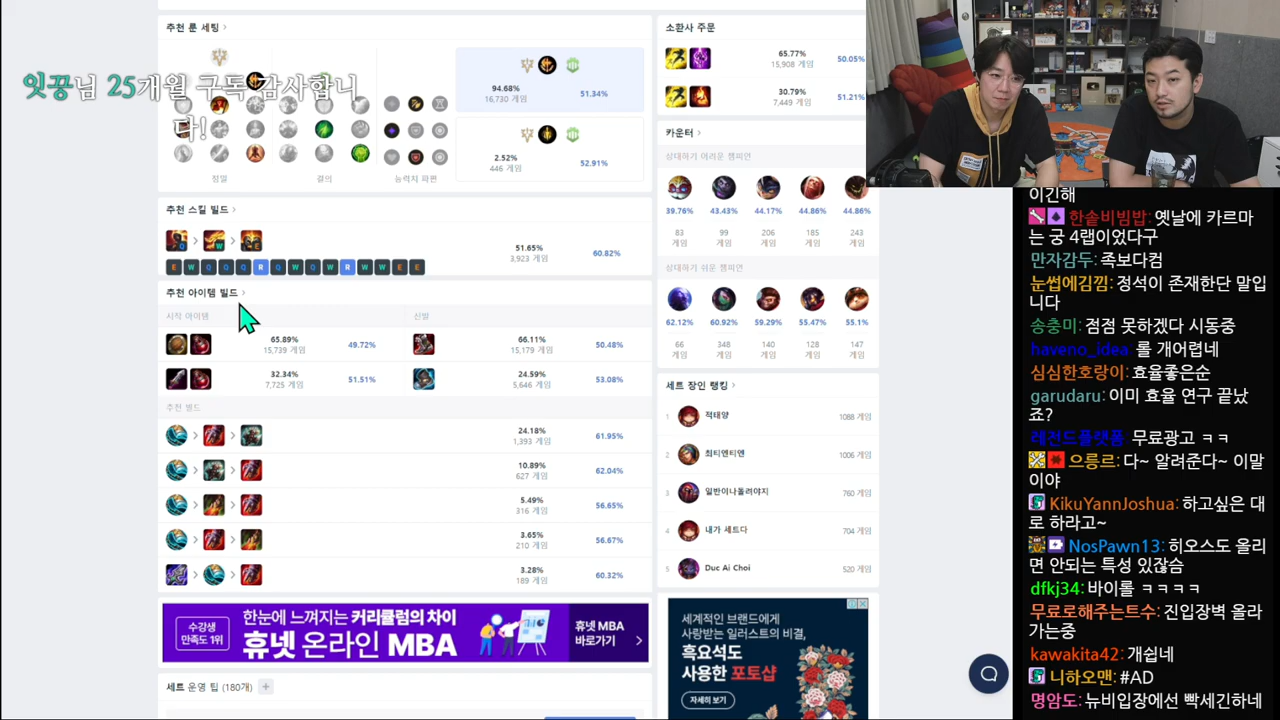 추천 룬 세팅 >
잇끙님 25개월 구독 감사합니
다!
94.68%
16,730 게임
51.34%
2.52%
446 게임
52.91%
정밀
결의
능력치 파편
추천 스킬 빌드 >
Q
W
E
51.65%
3,923 게임
60.82%
E W Q Q Q R Q W Q W R W W E E
추천 아이템 빌드 >
시작 아이템
신발
65.89%
15,739 게임
49.72%
66.11%
15,179 게임
50.48%
32.34%
7,725 게임
51.51%
24.59%
5,646 게임
53.08%
추천 빌드
24.18%
1,393 게임
61.95%
10.89%
627 게임
62.04%
5.49%
316 게임
56.65%
3.65%
210 게임
56.67%
3.28%
189 게임
60.32%
수강생
만족도 1위
한눈에 느껴지는 커리큘럼의 차이
휴넷 온라인 MBA
휴넷 MBA
바로가기
세트 운영 팁 (180개) +
소환사 주문
65.77%
15,908 게임
50.05%
30.79%
7,449 게임
51.21%
카운터 >
상대하기 어려운 챔피언
39.76% 43.43% 44.17% 44.86% 44.86%
83 99 206 185 243
게임 게임 게임 게임 게임
상대하기 쉬운 챔피언
62.12% 60.92% 59.29% 55.47% 55.1%
66 348 140 128 147
게임 게임 게임 게임 게임
세트 장인 랭킹 >
1 적태양 1088 게임
2 최티엔티엔 1006 게임
3 일반이나돌려야지 760 게임
4 내가 세트다 704 게임
5 Duc Ai Choi 520 게임
세계적인 브랜드에게
사랑받는 일러스트의 비결,
흑요석도
사용한 포토샵
자세히 보기
이긴해
한솥비빔밥: 옛날에 카르마
는 궁 4랩이었다구
만자감두: 족보다컴
눈썹에김낌: 정석이 존재한단 말입
니다
송충미: 점점 못하겠다 시동중
haveno_idea: 롤 개어렵네
심심한호랑이: 효율좋은순
garudaru: 이미 효율 연구 끝났
죠?
레전드플랫폼: 무료광고 ㅋㅋ
으릉르: 다~ 알려준다~ 이말
이야
KikuYannJoshua: 하고싶은 대
로 하라고~
NosPawn13: 히오스도 올리
면 안되는 특성 있잖슴
dfkj34: 바이롤 ㅋㅋㅋㅋ
무료로해주는트수: 진입장벽 올라
가는중
kawakita42: 개쉽네
니하오맨: #AD
명암도: 뉴비입장에선 빡세긴하네